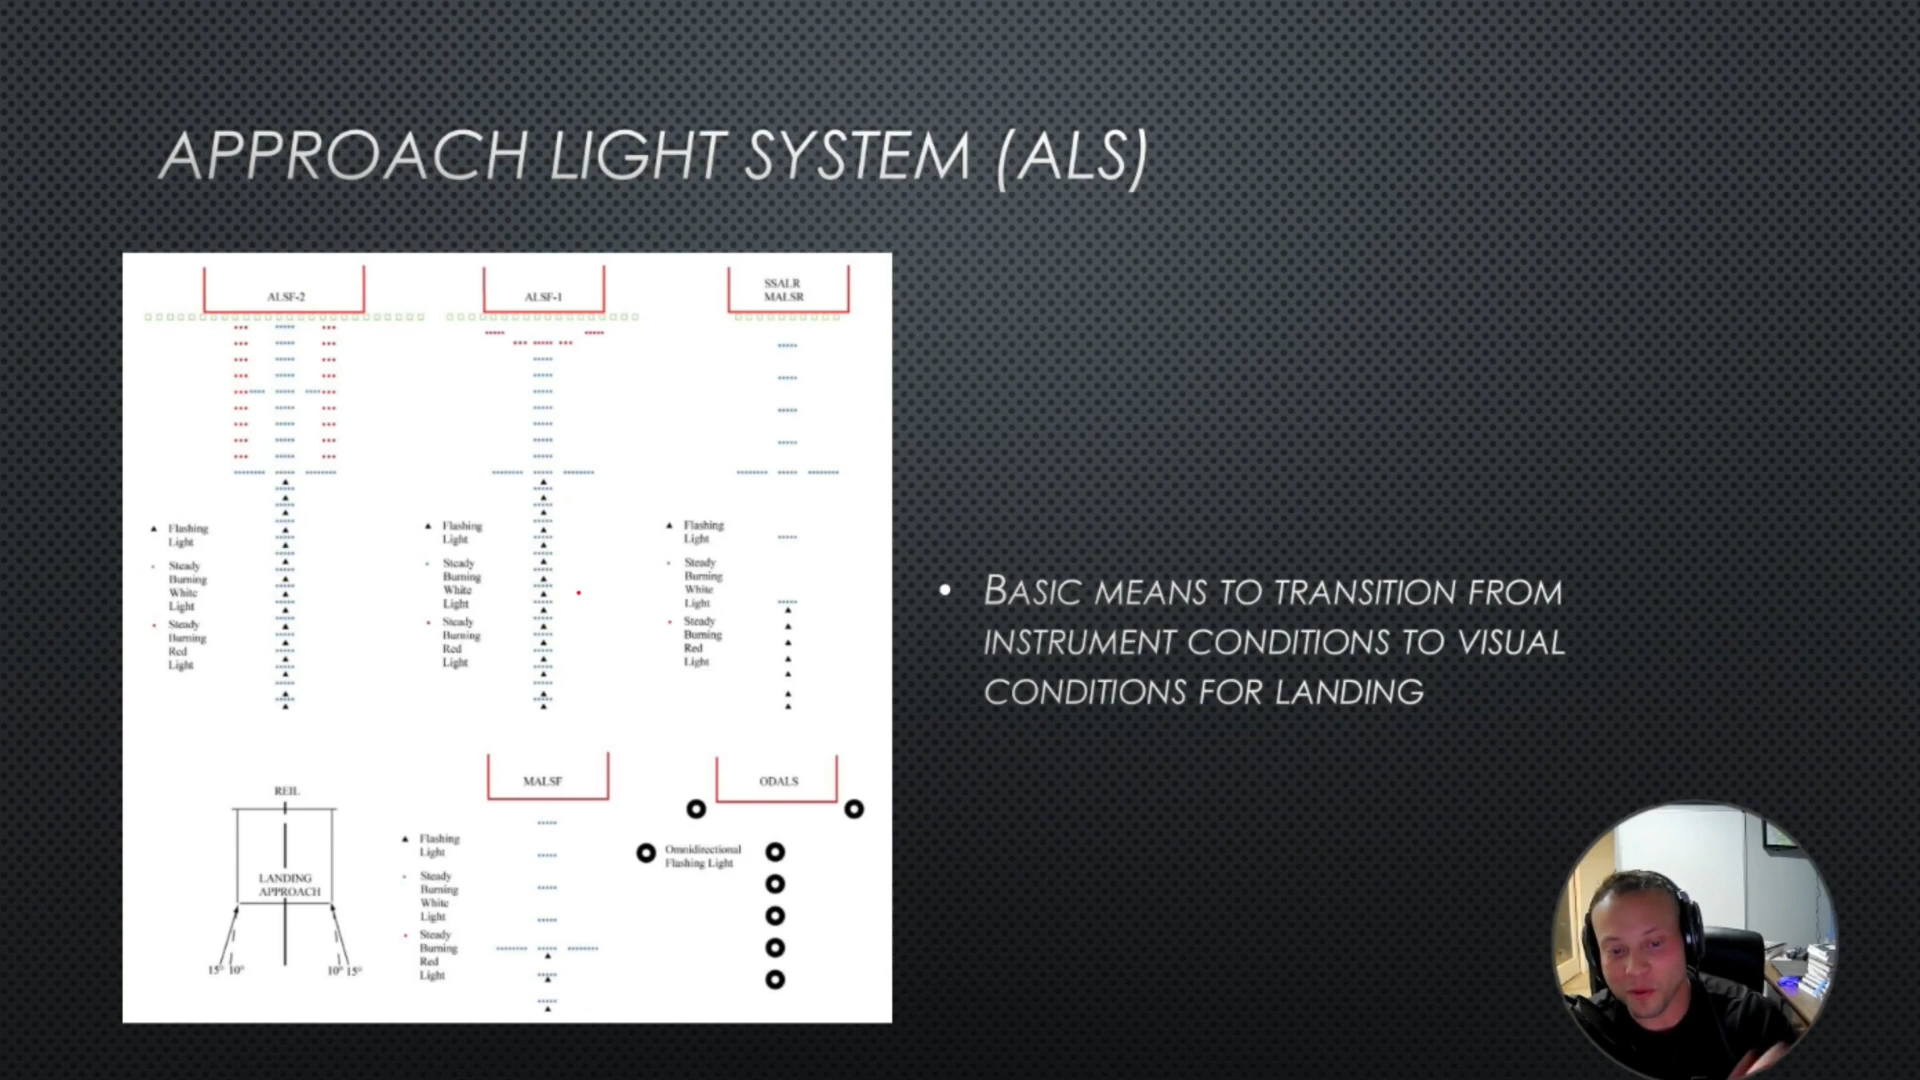 APPROACH LIGHT SYSTEM (ALS)
ALSF-2
Flashing
Light
Steady
Burning
White
Light
Steady
Burning
Red
Light
ALSF-1
Flashing
Light
Steady
Burning
White
Light
Steady
Burning
Red
Light
SSALR
MALSR
Flashing
Light
Steady
Burning
White
Light
Steady
Burning
Red
Light
REIL
LANDING
APPROACH
15° 10°
10° 15°
MALSF
Flashing
Light
Steady
Burning
White
Light
Steady
Burning
Red
Light
ODALS
Omnidirectional
Flashing Light
• BASIC MEANS TO TRANSITION FROM
INSTRUMENT CONDITIONS TO VISUAL
CONDITIONS FOR LANDING